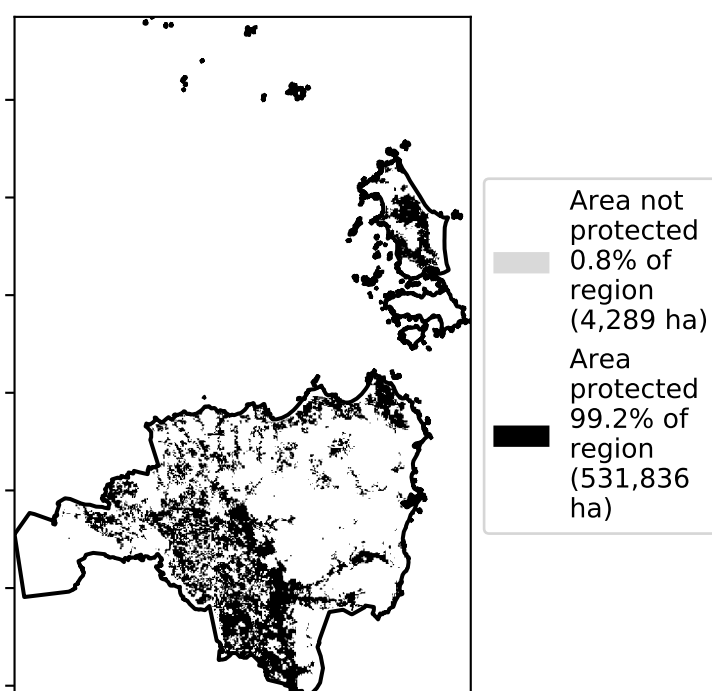 Area not
protected
0.8% of
region
(4,289 ha)
Area
protected
99.2% of
region
(531,836
ha)